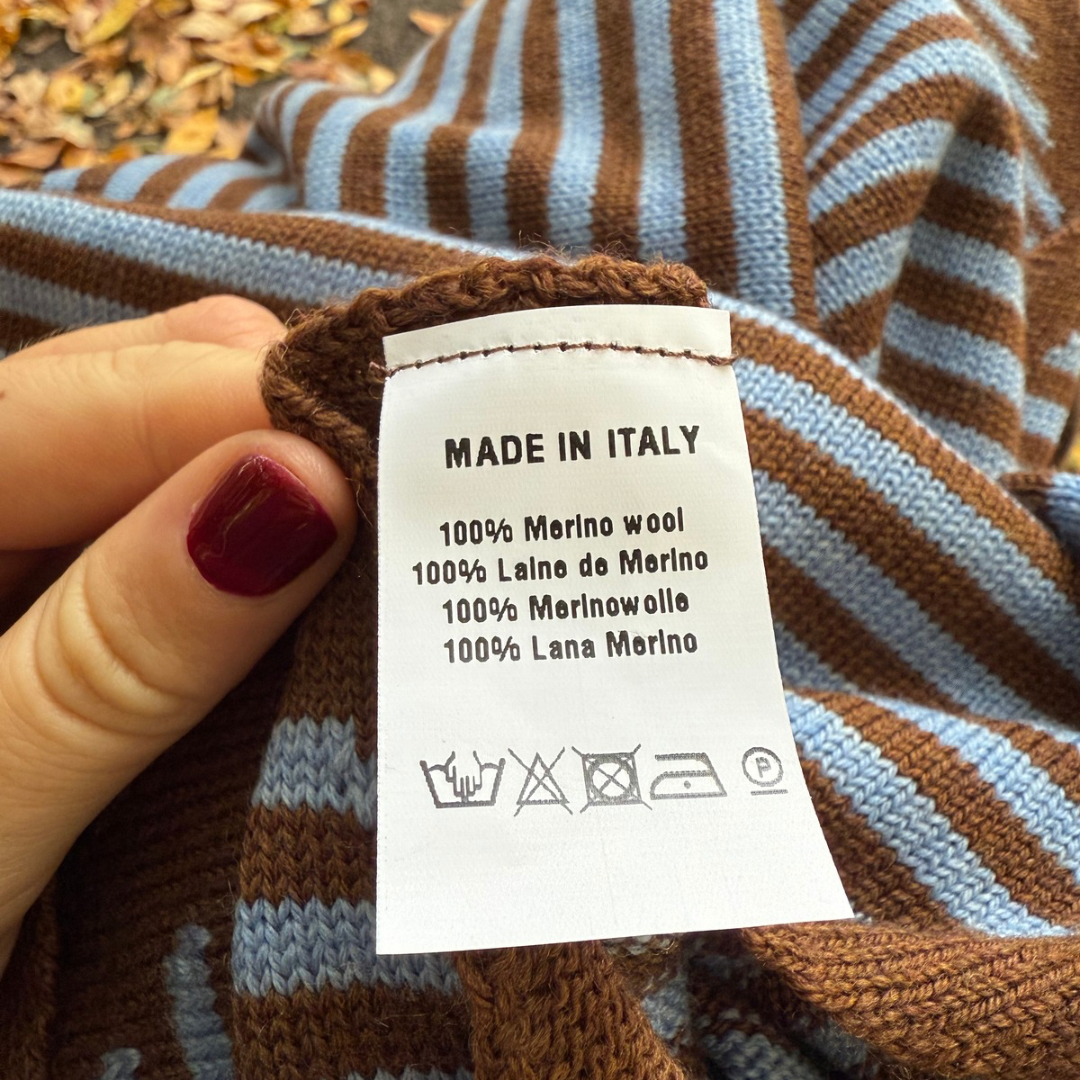 MADE IN ITALY
100% Merino wool
100% Laine de Merino
100% Merinowolle
100% Lana Merino
P